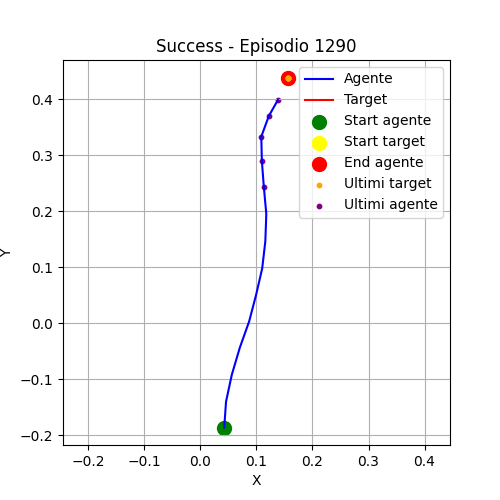 Success - Episodio 1290
Agente
Target
Start agente
Start target
End agente
Ultimi target
Ultimi agente
0.4
0.3
0.2
0.1
0.0
−0.1
−0.2
Y
−0.2
−0.1
0.0
0.1
0.2
0.3
0.4
X